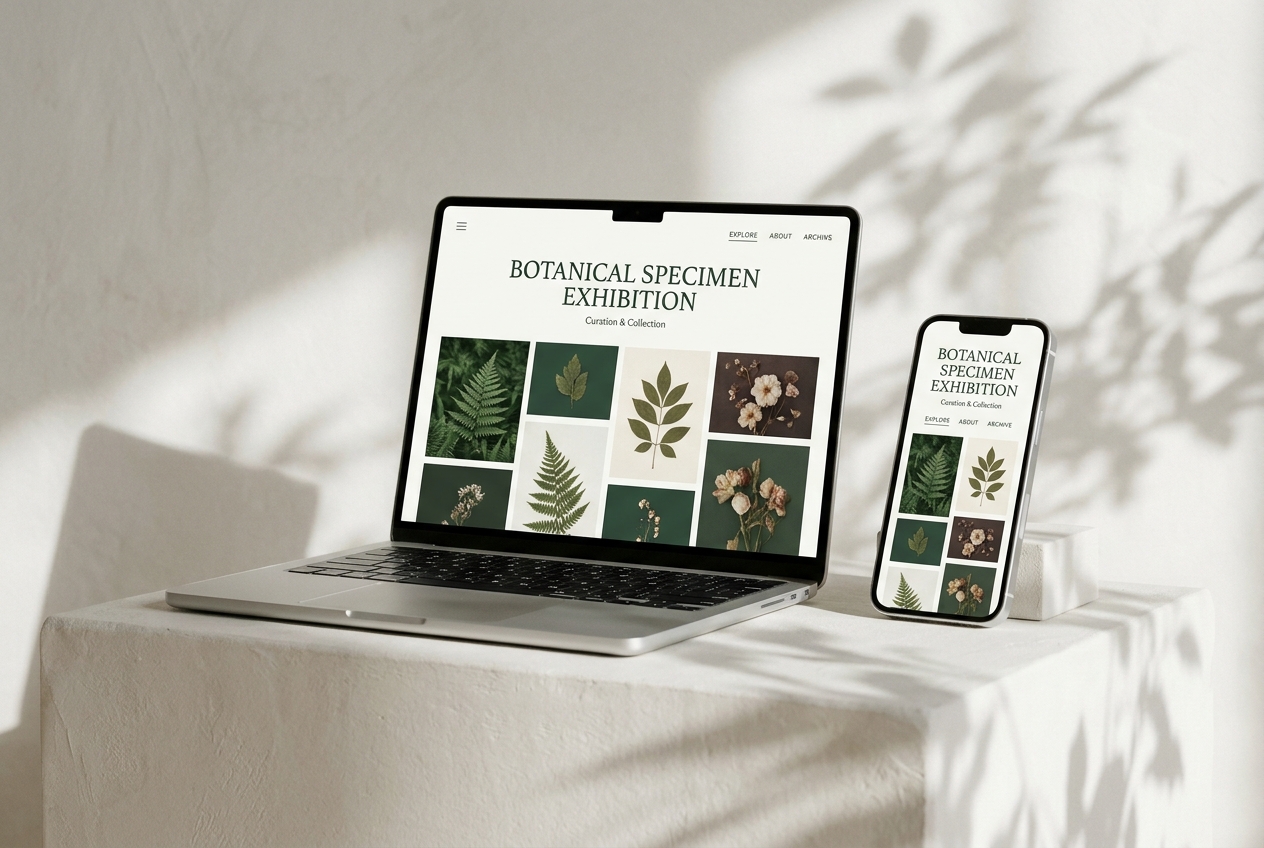 EXPLORE ABOUT ARCHINS
BOTANICAL SPECIMEN
EXHIBITION
Curation & Collection
BOTANICAL
SPECIMEN
EXHIBITION
Curation & Collection
EXPLORE ABOUT ARCHIVE